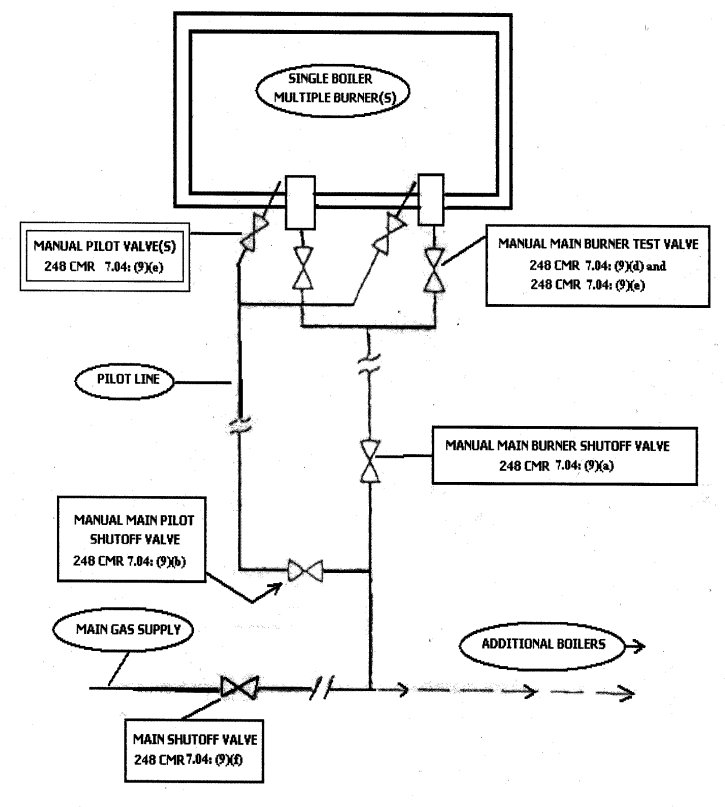 SINGLE BOILER
MULTIPLE BURNER(S)
MANUAL PILOT VALVE(S)
248 CMR 7.04: (9)(e)
MANUAL MAIN BURNER TEST VALVE
248 CMR 7.04: (9)(d) and
248 CMR 7.04: (9)(e)
PILOT LINE
MANUAL MAIN BURNER SHUTOFF VALVE
248 CMR 7.04: (9)(a)
MANUAL MAIN PILOT
SHUTOFF VALVE
248 CMR 7.04: (9)(b)
MAIN GAS SUPPLY
ADDITIONAL BOILERS
MAIN SHUTOFF VALVE
248 CMR 7.04: (9)(f)